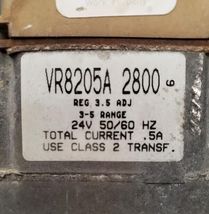 VR8205A 2800 6
REG 3.5 ADJ
3-5 RANGE
24V 50/60 HZ
TOTAL CURRENT .5A
USE CLASS 2 TRANSF.